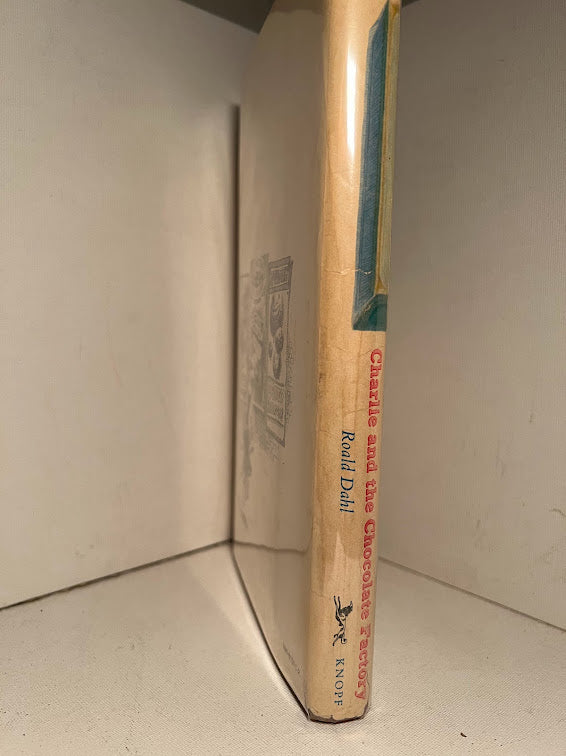 Charlie and the Chocolate Factory
Roald Dahl
KNOPF